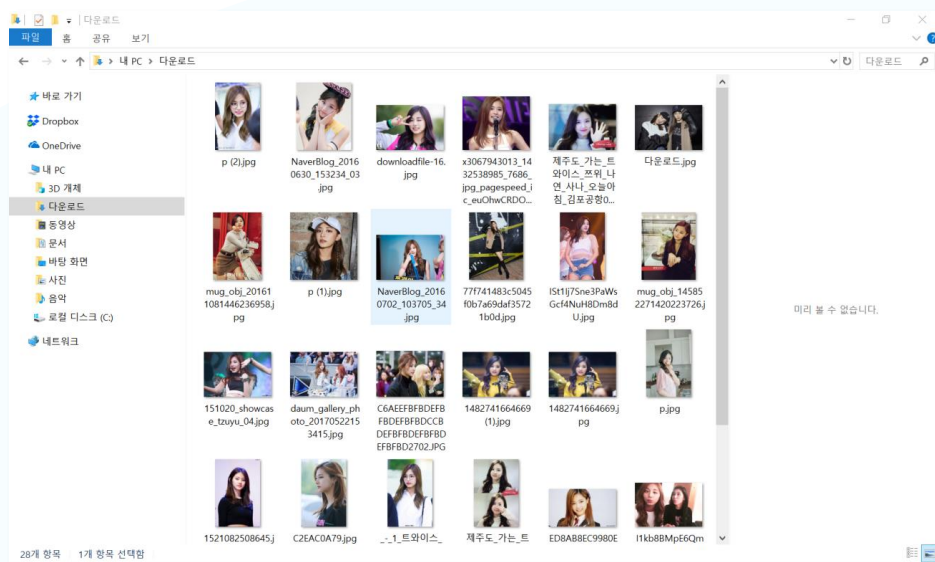 다운로드
파일 홈 공유 보기
내 PC > 다운로드
다운로드
바로 가기
Dropbox
OneDrive
내 PC
3D 개체
다운로드
동영상
문서
바탕 화면
사진
음악
로컬 디스크 (C:)
네트워크
p (2).jpg
NaverBlog_2016
0630_153234_03
.jpg
downloadfile-16.
jpg
x3067943013_14
32538985_7686_
jpg_pagespeed_i
c_euOhwCRDO...
제주도_가는_트
와이스_쯔위_나
연_사나_오늘아
침_김포공항0...
다운로드.jpg
mug_obj_20161
1081446236958.j
pg
p (1).jpg
NaverBlog_2016
0702_103705_34
.jpg
77f741483c5045
f0b7a69daf3572
1b0d.jpg
ISt1Ij7Sne3PaWs
Gcf4NuH8Dm8d
U.jpg
mug_obj_14585
2271420223726.j
pg
미리 볼 수 없습니다.
151020_showcas
e_tzuyu_04.jpg
daum_gallery_ph
oto_2017052215
3415.jpg
C6AEEFBFBDEFB
FBDEFBFBDCCB
DEFBFBDEFBFBD
EFBFBD2702.JPG
1482741664669
(1).jpg
1482741664669.j
pg
p.jpg
1521082508645.j
C2EAC0A79.jpg
_-_1_트와이스_
제주도_가는_트
ED8AB8EC9980E
I1kb8BMpE6Qm
28개 항목 1개 항목 선택함